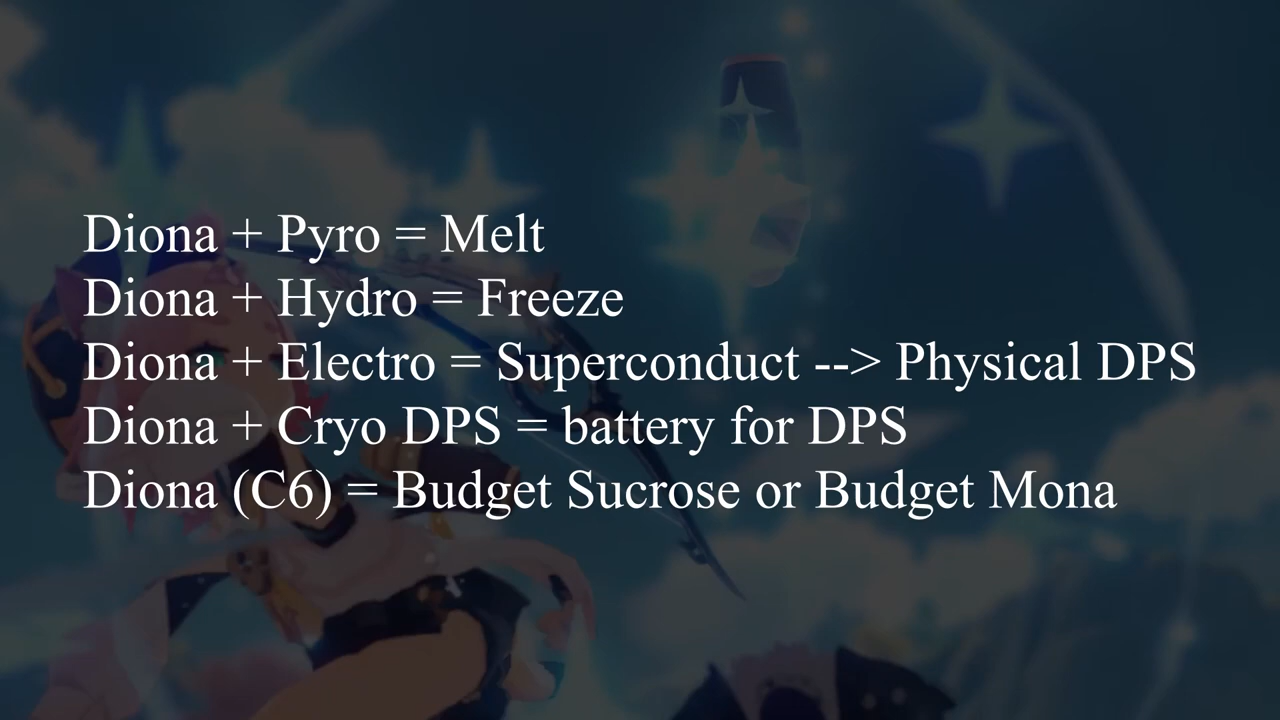 Diona + Pyro = Melt
Diona + Hydro = Freeze
Diona + Electro = Superconduct --> Physical DPS
Diona + Cryo DPS = battery for DPS
Diona (C6) = Budget Sucrose or Budget Mona